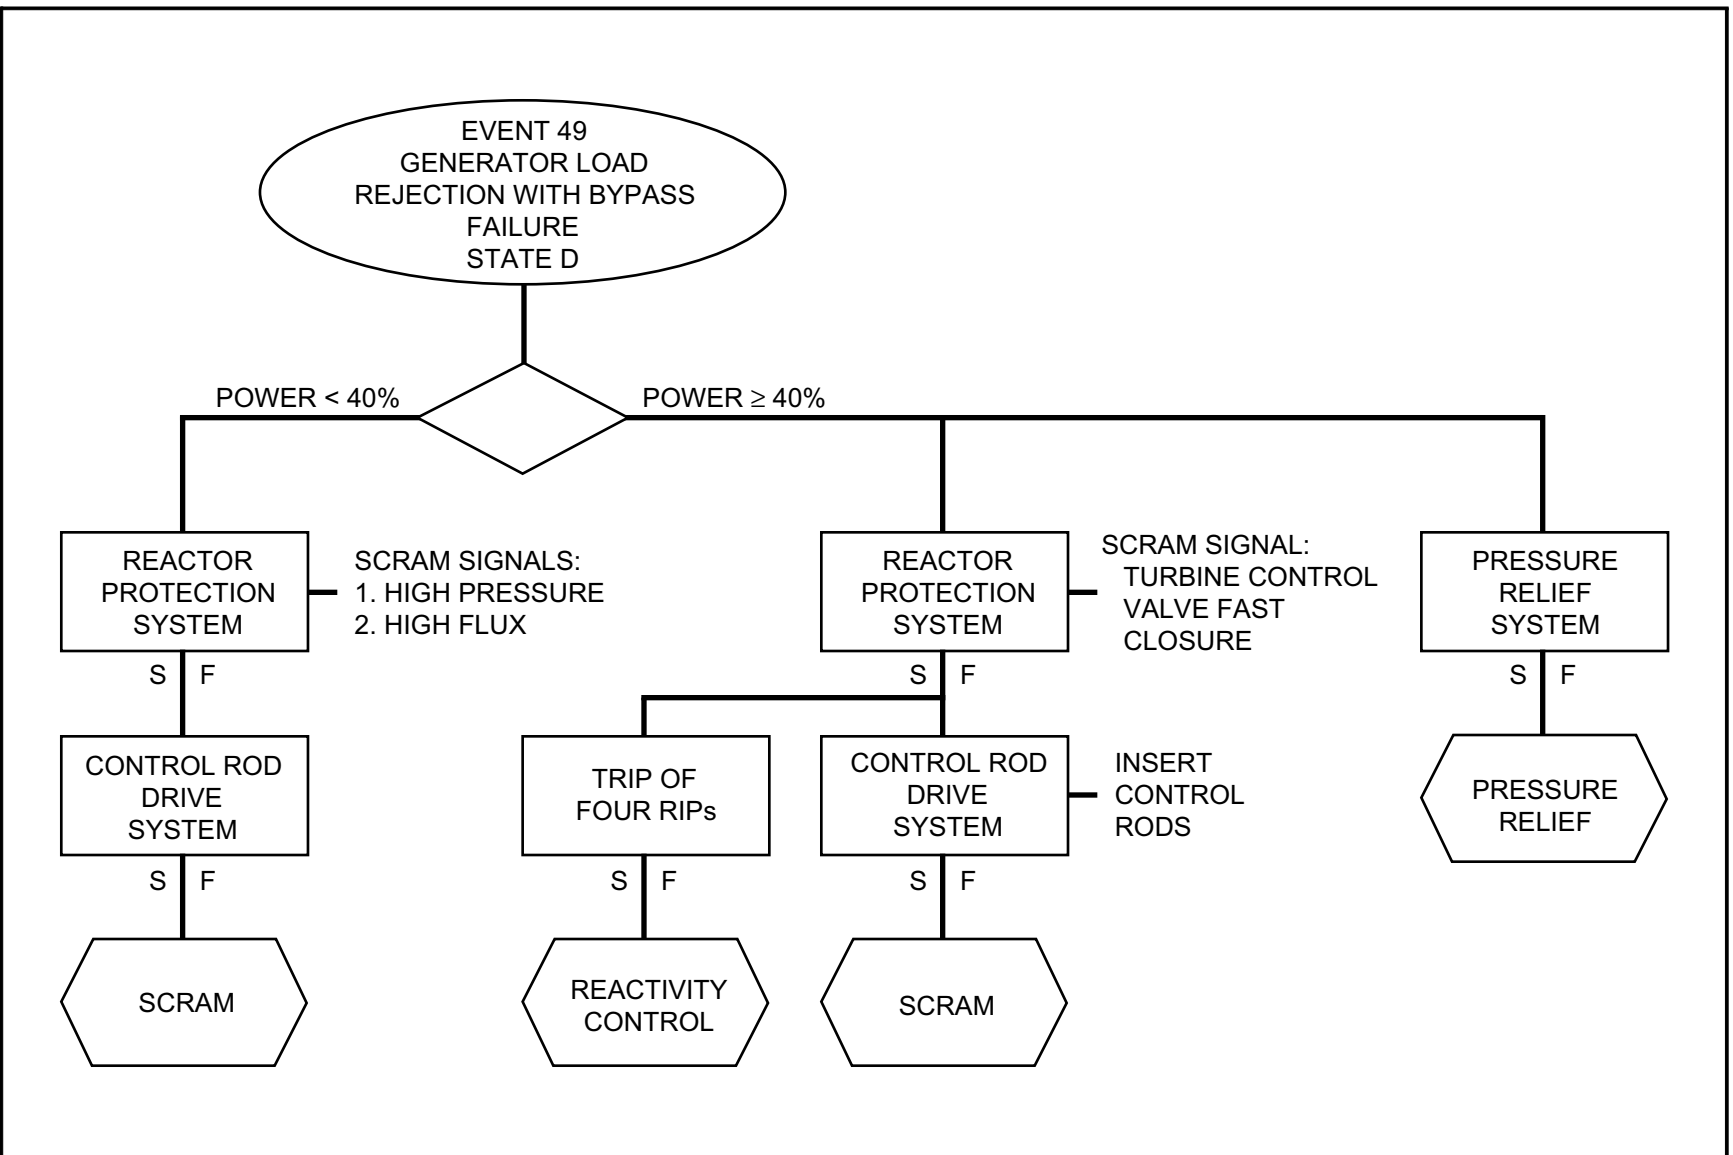 EVENT 49
GENERATOR LOAD
REJECTION WITH BYPASS
FAILURE
STATE D
POWER < 40%
POWER ≥ 40%
REACTOR
PROTECTION
SYSTEM
SCRAM SIGNALS:
1. HIGH PRESSURE
2. HIGH FLUX
REACTOR
PROTECTION
SYSTEM
SCRAM SIGNAL:
TURBINE CONTROL
VALVE FAST
CLOSURE
PRESSURE
RELIEF
SYSTEM
S F
S F
S F
CONTROL ROD
DRIVE
SYSTEM
TRIP OF
FOUR RIPs
CONTROL ROD
DRIVE
SYSTEM
INSERT
CONTROL
RODS
PRESSURE
RELIEF
S F
S F
S F
SCRAM
REACTIVITY
CONTROL
SCRAM